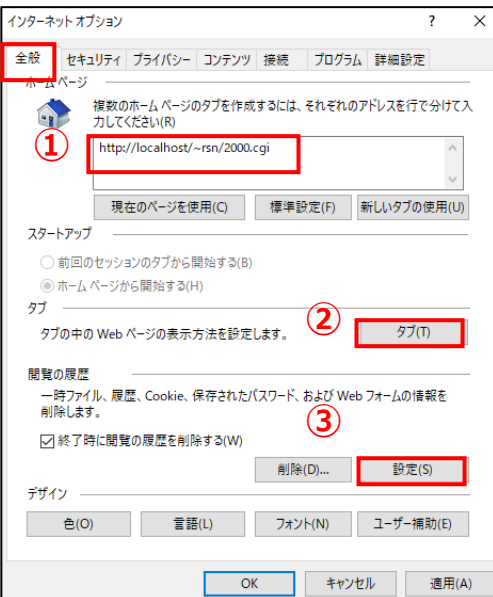 インターネット オプション ? ×
全般 セキュリティ プライバシー コンテンツ 接続 プログラム 詳細設定
ホーム ページ
複数のホーム ページのタブを作成するには、それぞれのアドレスを行で分けて入
力してください(R)
①
http://localhost/~rsn/2000.cgi
現在のページを使用(C) 標準設定(F) 新しいタブの使用(U)
スタートアップ
前回のセッションのタブから開始する(B)
ホーム ページから開始する(H)
タブ
②
タブの中の Web ページの表示方法を設定します。 タブ(T)
閲覧の履歴
一時ファイル、履歴、Cookie、保存されたパスワード、および Web フォームの情報を
削除します。
③
終了時に閲覧の履歴を削除する(W)
削除(D)... 設定(S)
デザイン
色(O) 言語(L) フォント(N) ユーザー補助(E)
OK キャンセル 適用(A)